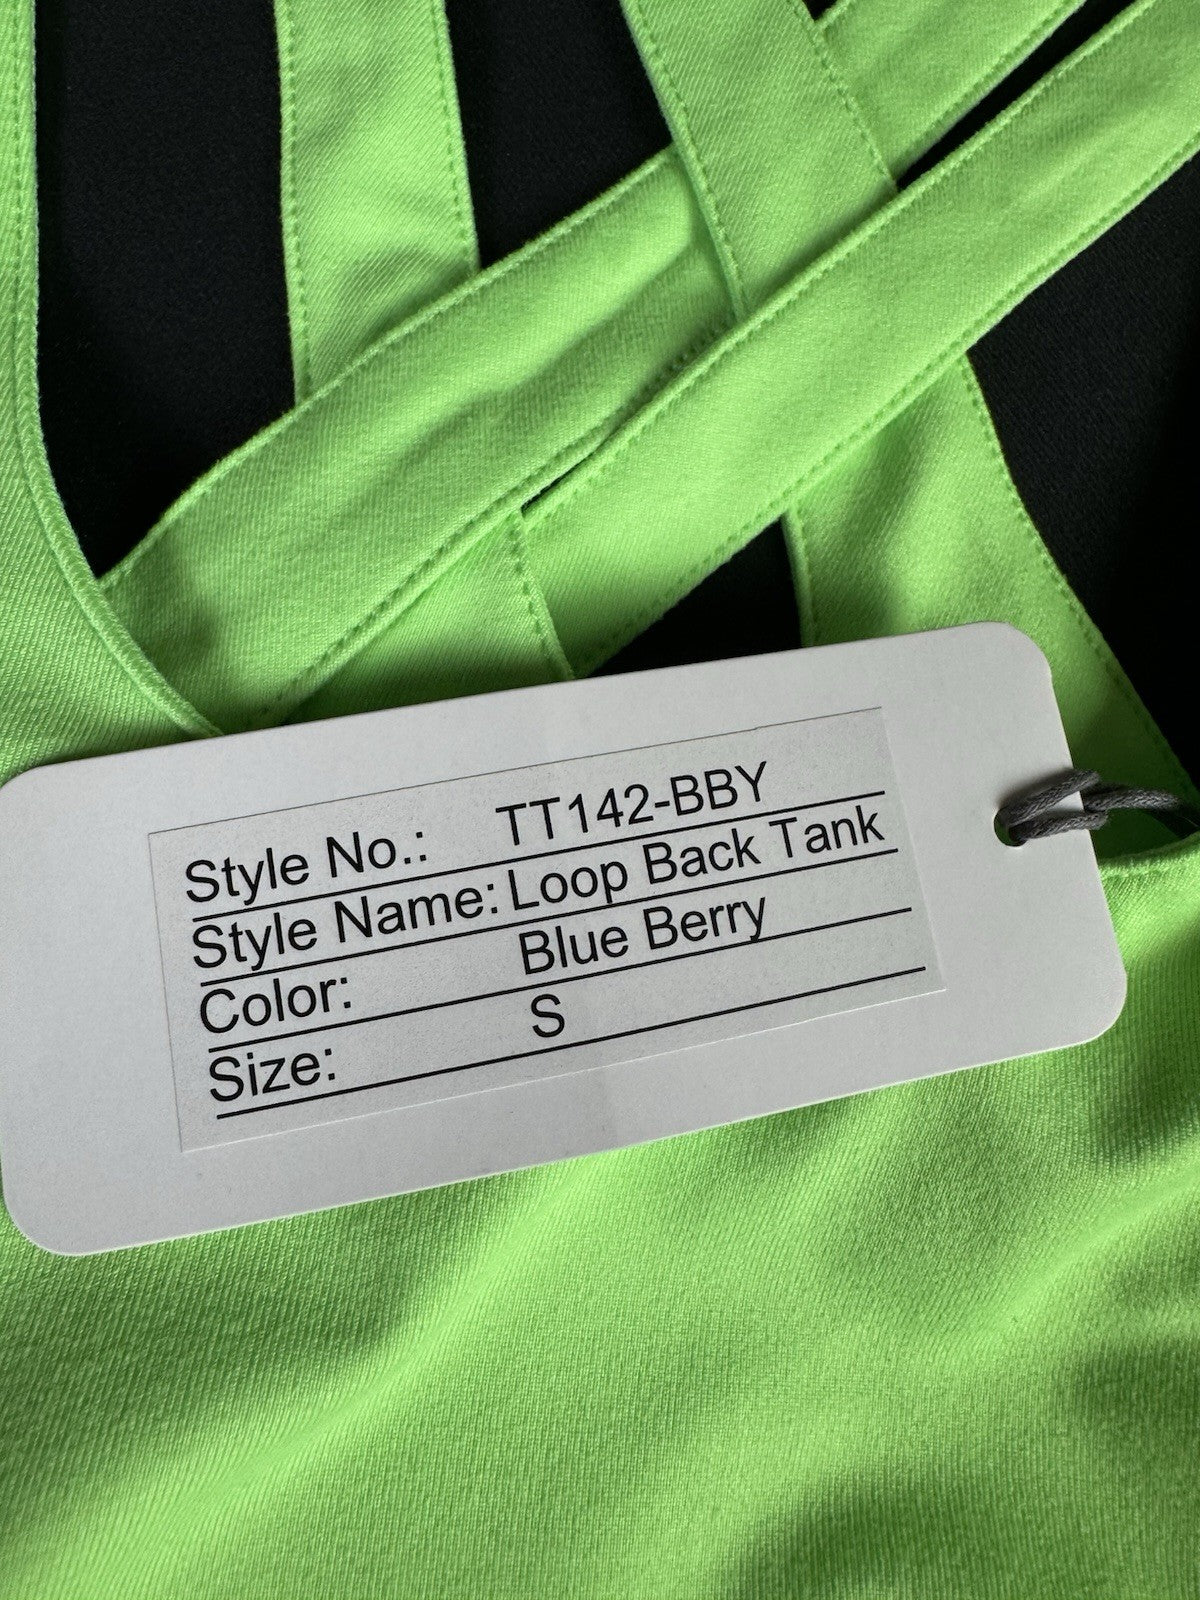 Style No.: TT142-BBY
Style Name: Loop Back Tank
Color: Blue Berry
Size: S